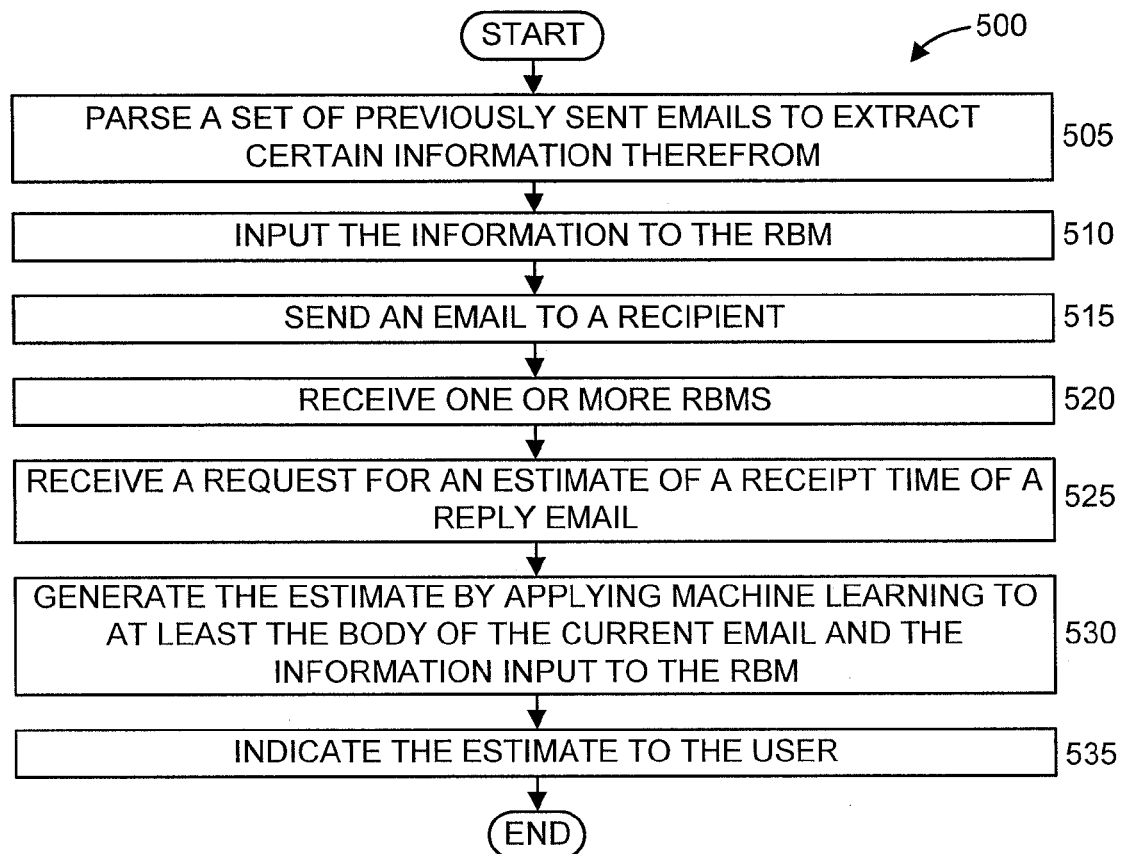 START
500
PARSE A SET OF PREVIOUSLY SENT EMAILS TO EXTRACT
CERTAIN INFORMATION THEREFROM
505
INPUT THE INFORMATION TO THE RBM
510
SEND AN EMAIL TO A RECIPIENT
515
RECEIVE ONE OR MORE RBMS
520
RECEIVE A REQUEST FOR AN ESTIMATE OF A RECEIPT TIME OF A
REPLY EMAIL
525
GENERATE THE ESTIMATE BY APPLYING MACHINE LEARNING TO
AT LEAST THE BODY OF THE CURRENT EMAIL AND THE
INFORMATION INPUT TO THE RBM
530
INDICATE THE ESTIMATE TO THE USER
535
END